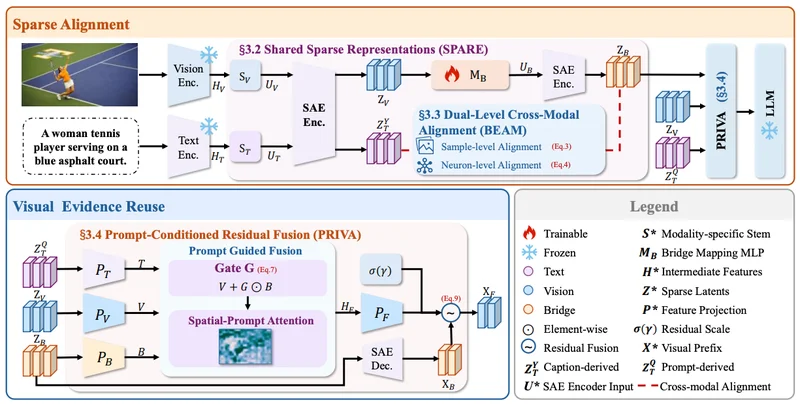 Sparse Alignment
Vision Enc.
H_V
A woman tennis
player serving on a
blue asphalt court.
Text Enc.
H_T
§3.2 Shared Sparse Representations (SPARE)
S_V
U_V
S_T
U_T
SAE Enc.
Z_V
Z_T^V
M_B
U_B
SAE Enc.
Z_B
§3.3 Dual-Level Cross-Modal
Alignment (BEAM)
Sample-level Alignment (Eq.3)
Neuron-level Alignment (Eq.4)
Z_V
Z_T^Q
PRIVA (§3.4)
LLM
Visual Evidence Reuse
§3.4 Prompt-Conditioned Residual Fusion (PRIVA)
Z_T^Q
P_T
T
Z_V
P_V
V
Z_B
P_B
B
Prompt Guided Fusion
Gate G (Eq.7)
V + G ⊙ B
Spatial-Prompt Attention
H_F
P_F
σ(γ)
(Eq.9)
~
X_F
SAE Dec.
X_B
Legend
Trainable
Frozen
Text
Vision
Bridge
⊙ Element-wise
~ Residual Fusion
Z_T^V Caption-derived
U* SAE Encoder Input
S* Modality-specific Stem
M_B Bridge Mapping MLP
H* Intermediate Features
Z* Sparse Latents
P* Feature Projection
σ(γ) Residual Scale
X* Visual Prefix
Z_T^Q Prompt-derived
Cross-modal Alignment